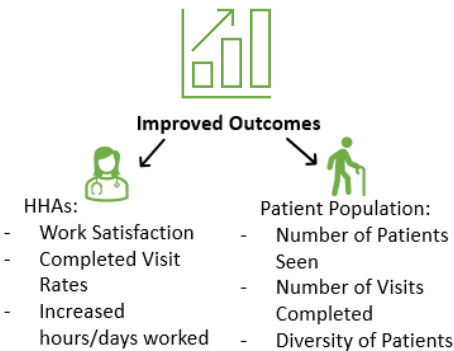 Improved Outcomes
HHAs:
- Work Satisfaction
- Completed Visit
Rates
- Increased
hours/days worked
Patient Population:
- Number of Patients
Seen
- Number of Visits
Completed
- Diversity of Patients